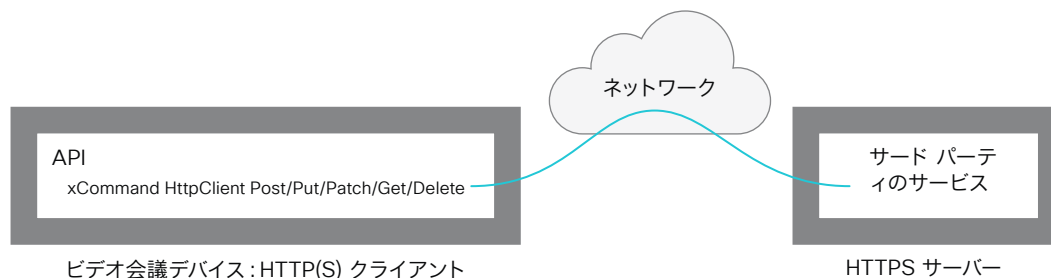 ネットワーク
API
xCommand HttpClient Post/Put/Patch/Get/Delete
サード パーテ
ィのサービス
ビデオ会議デバイス : HTTP(S) クライアント
HTTPS サーバー